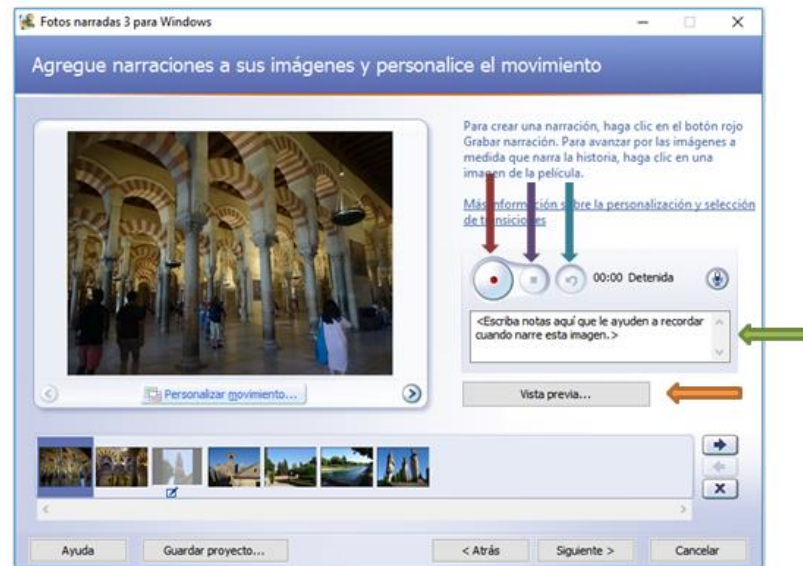 Fotos narradas 3 para Windows
Agregue narraciones a sus imágenes y personalice el movimiento
Para crear una narración, haga clic en el botón rojo
Grabar narración. Para avanzar por las imágenes a
medida que narra la historia, haga clic en una
imagen de la película.
Más información sobre la personalización y selección
de transiciones
00:00 Detenida
<Escriba notas aquí que le ayuden a recordar
cuando narre esta imagen.>
Personalizar movimiento...
Vista previa...
Ayuda
Guardar proyecto...
< Atrás
Siguiente >
Cancelar